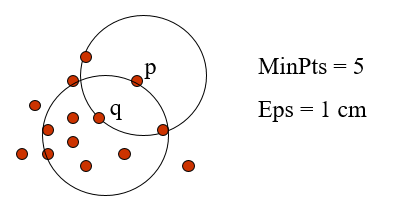 p
MinPts = 5
q
Eps = 1 cm